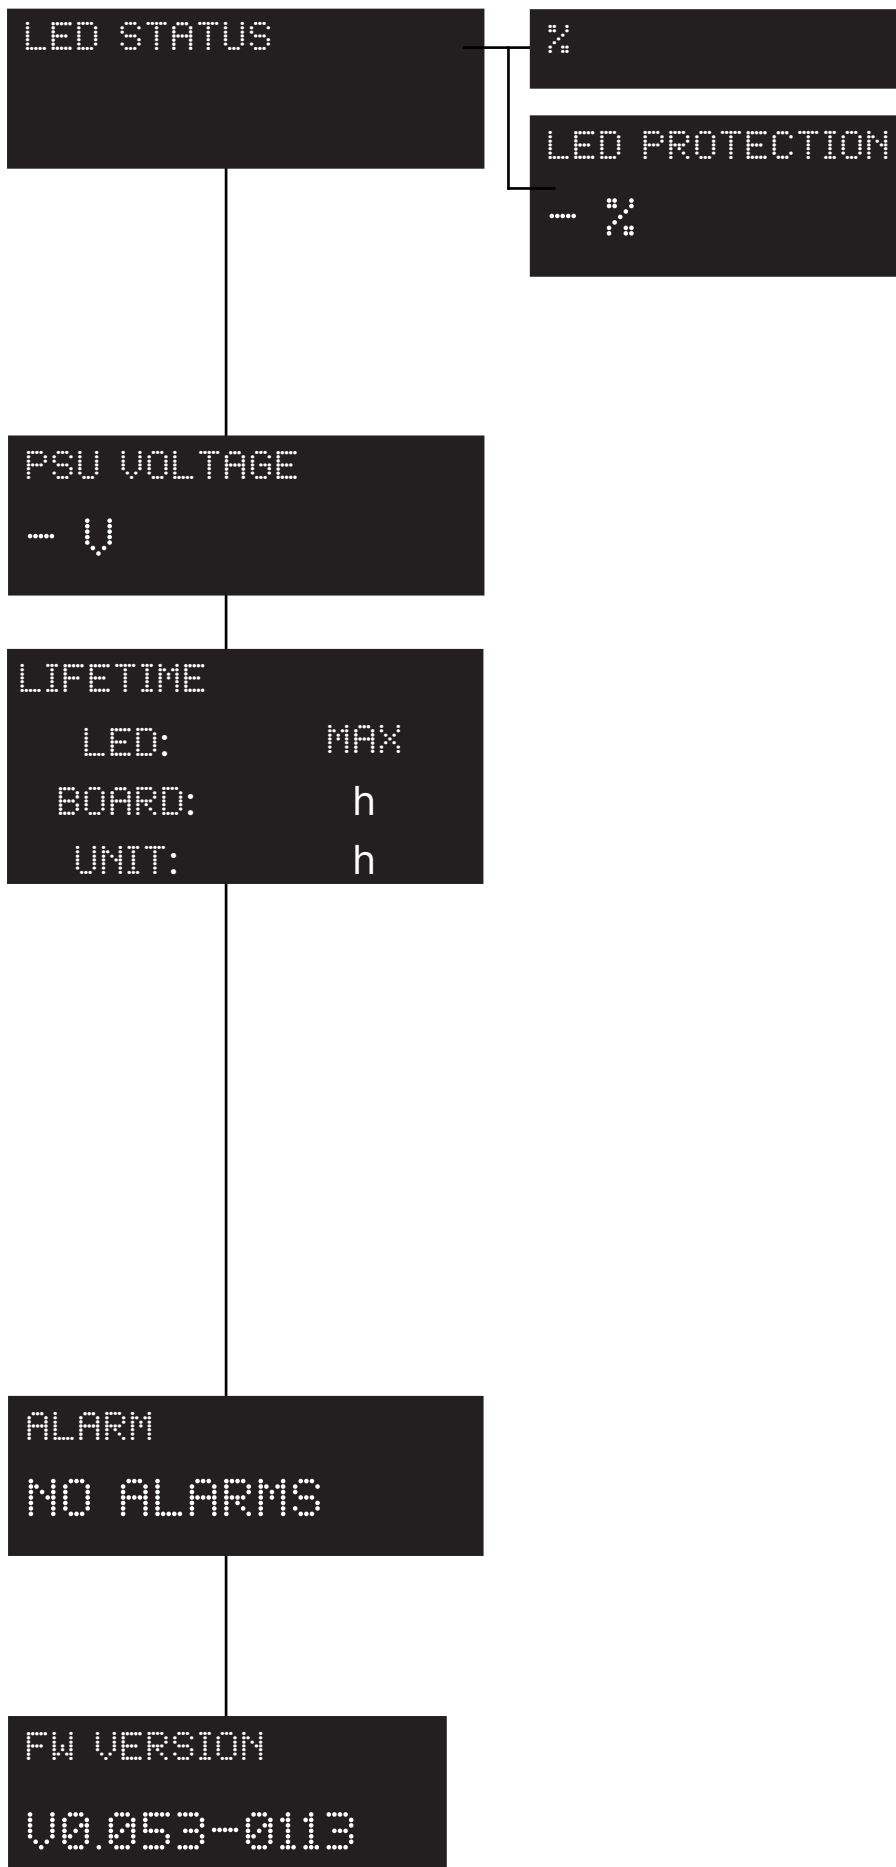 LED STATUS
%
LED PROTECTION
- %
PSU VOLTAGE
- V
LIFETIME
LED: MAX
BOARD: h
UNIT: h
ALARM
NO ALARMS
FW VERSION
V0.053-0113